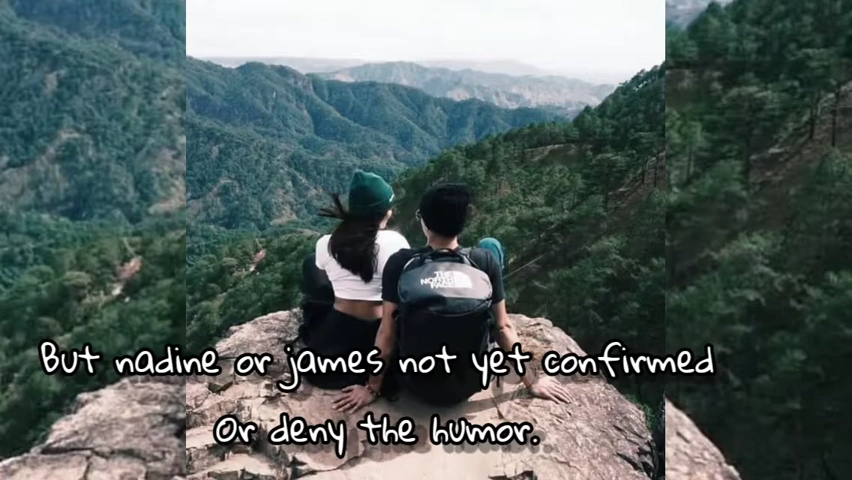 THE
NORTH
FACE
But nadine or james not yet confirmed
Or deny the humor.